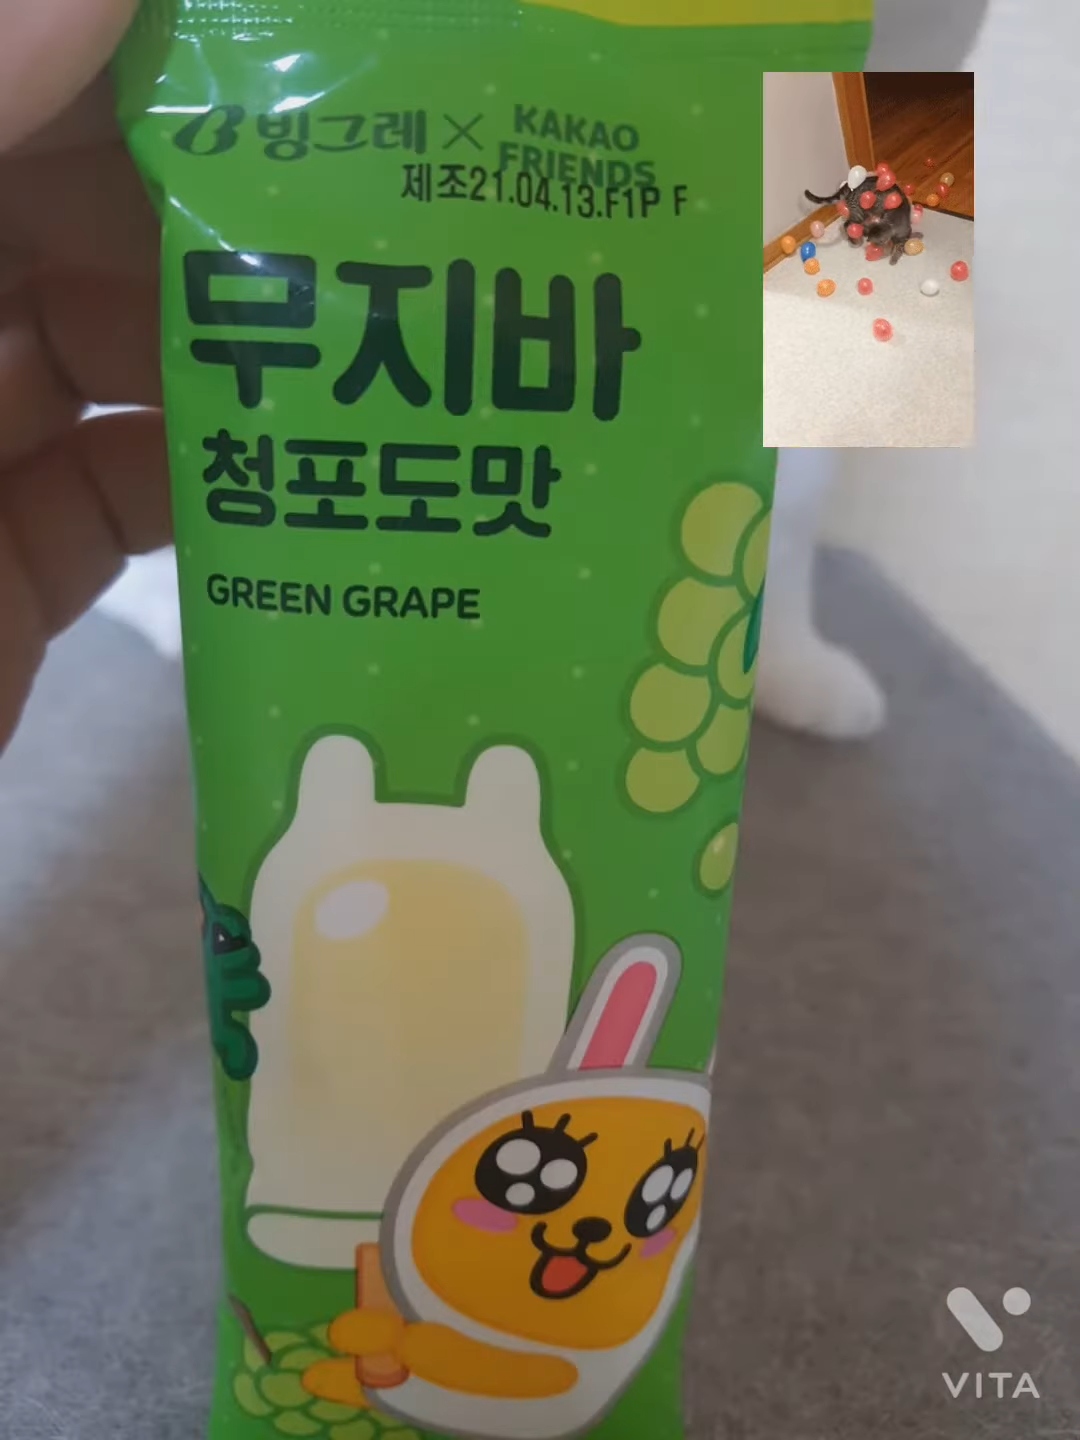 빙그레 × KAKAO FRIENDS
제조21.04.13.F1P F
무지바
청포도맛
GREEN GRAPE
VITA